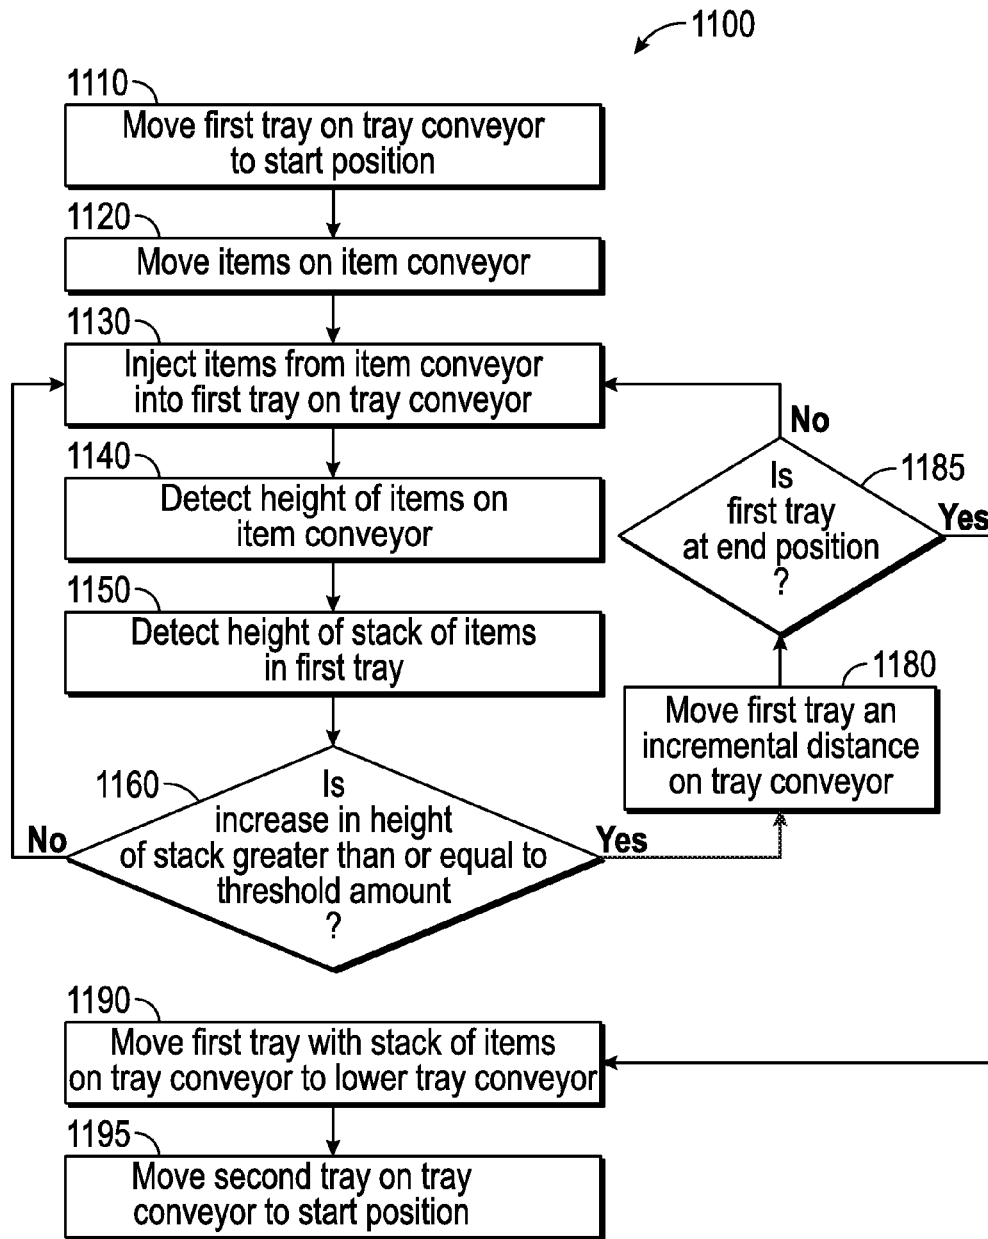 1100
1110
Move first tray on tray conveyor
to start position
1120
Move items on item conveyor
1130
Inject items from item conveyor
into first tray on tray conveyor
1140
Detect height of items on
item conveyor
1150
Detect height of stack of items
in first tray
1160
Is
increase in height
of stack greater than or equal to
threshold amount
?
No
Yes
1180
Move first tray an
incremental distance
on tray conveyor
1185
Is
first tray
at end position
?
No
Yes
1190
Move first tray with stack of items
on tray conveyor to lower tray conveyor
1195
Move second tray on tray
conveyor to start position